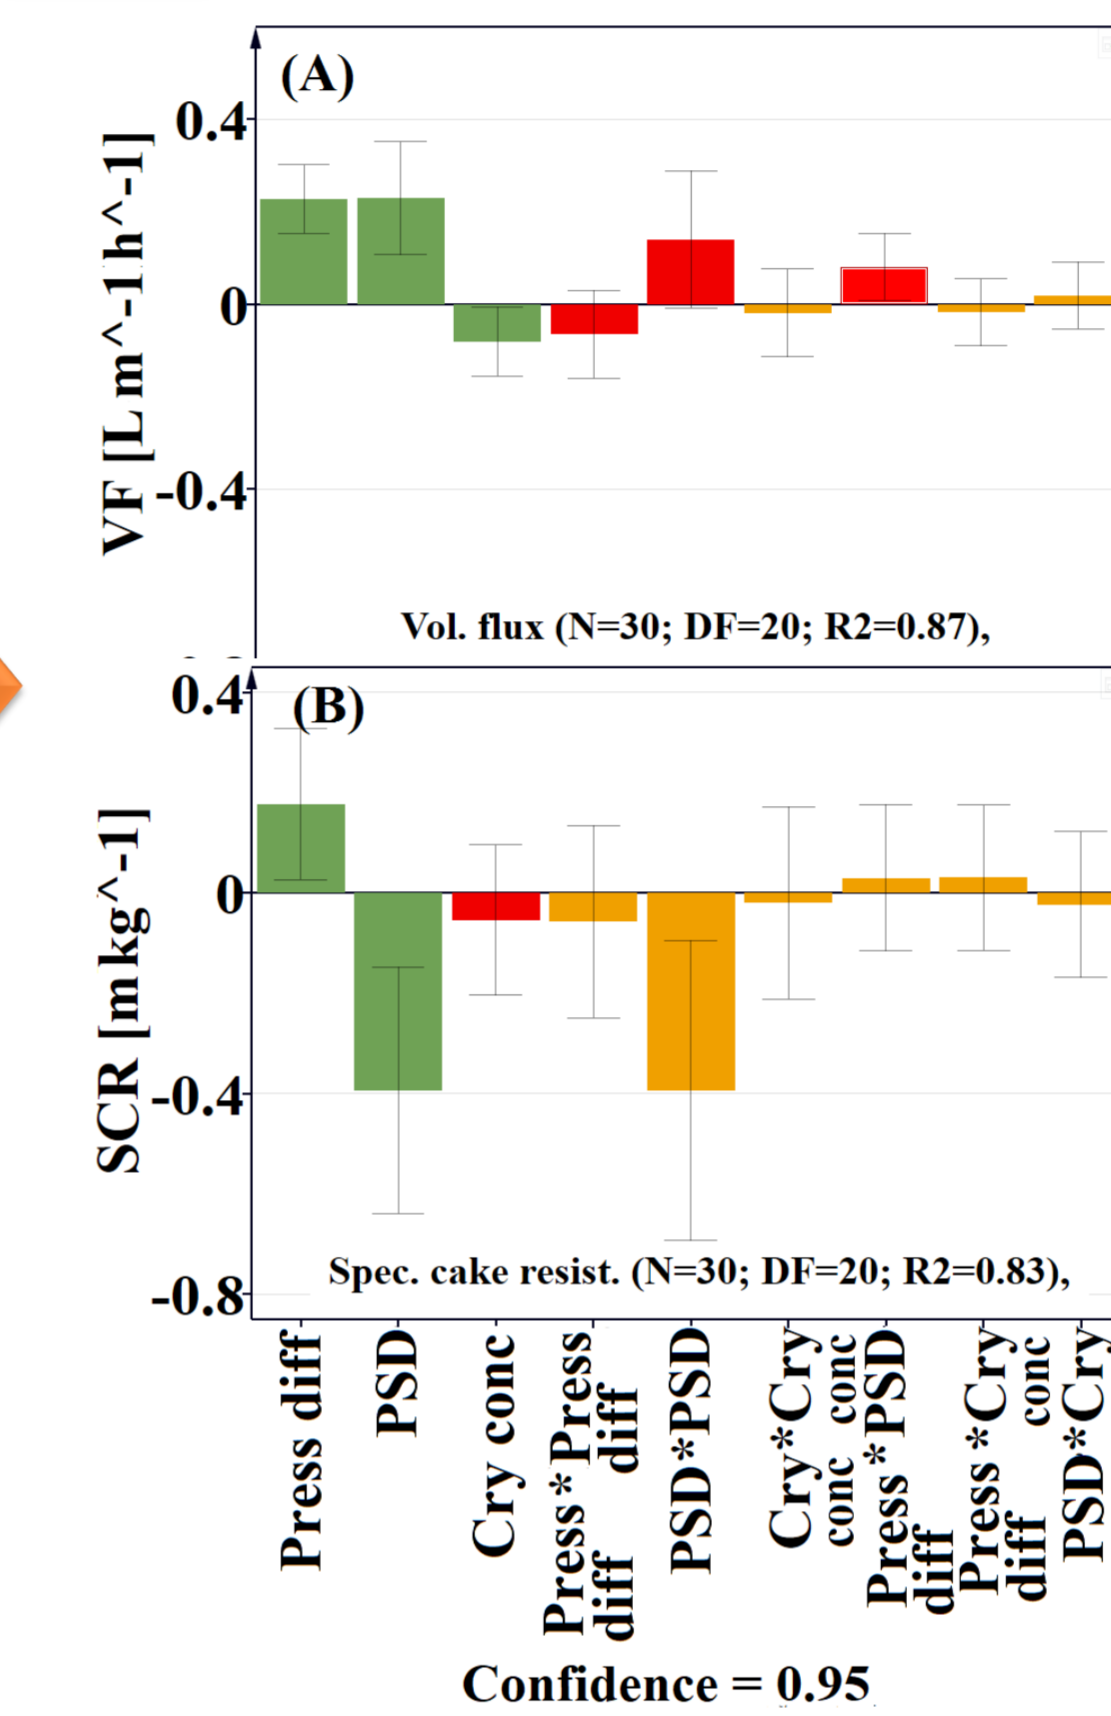 (A)
0.4
0
-0.4
VF [L m^-1h^-1]
Vol. flux (N=30; DF=20; R2=0.87),
(B)
0.4
0
-0.4
-0.8
SCR [m kg^-1]
Spec. cake resist. (N=30; DF=20; R2=0.83),
Press diff
PSD
Cry conc
Press*Press
diff diff
PSD*PSD
Cry*Cry
conc conc
Press*PSD
diff
Press*Cry
diff conc
PSD*Cry
Confidence = 0.95